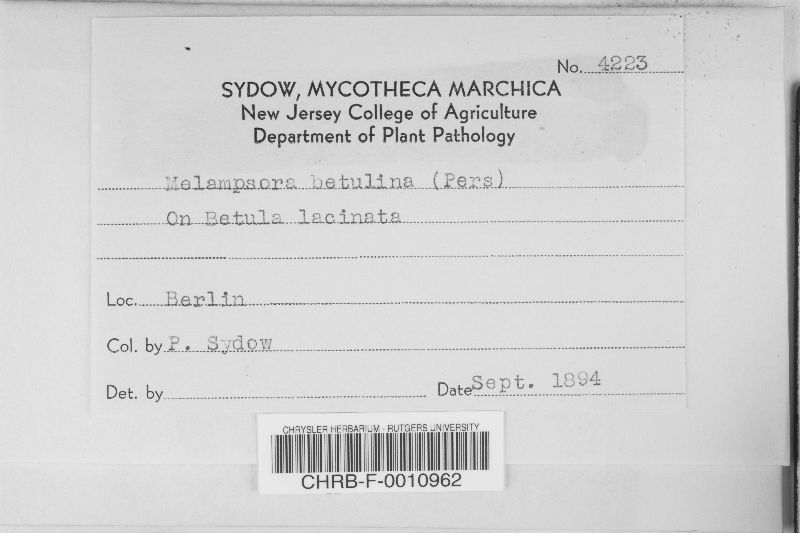 No. 4223
SYDOW, MYCOTHECA MARCHICA
New Jersey College of Agriculture
Department of Plant Pathology
Melampsora betulina (Pers)
On Betula lacinata
Loc. Berlin
Col. by P. Sydow
Det. by
Date Sept. 1894
CHRYSLER HERBARIUM - RUTGERS UNIVERSITY
CHRB-F-0010962